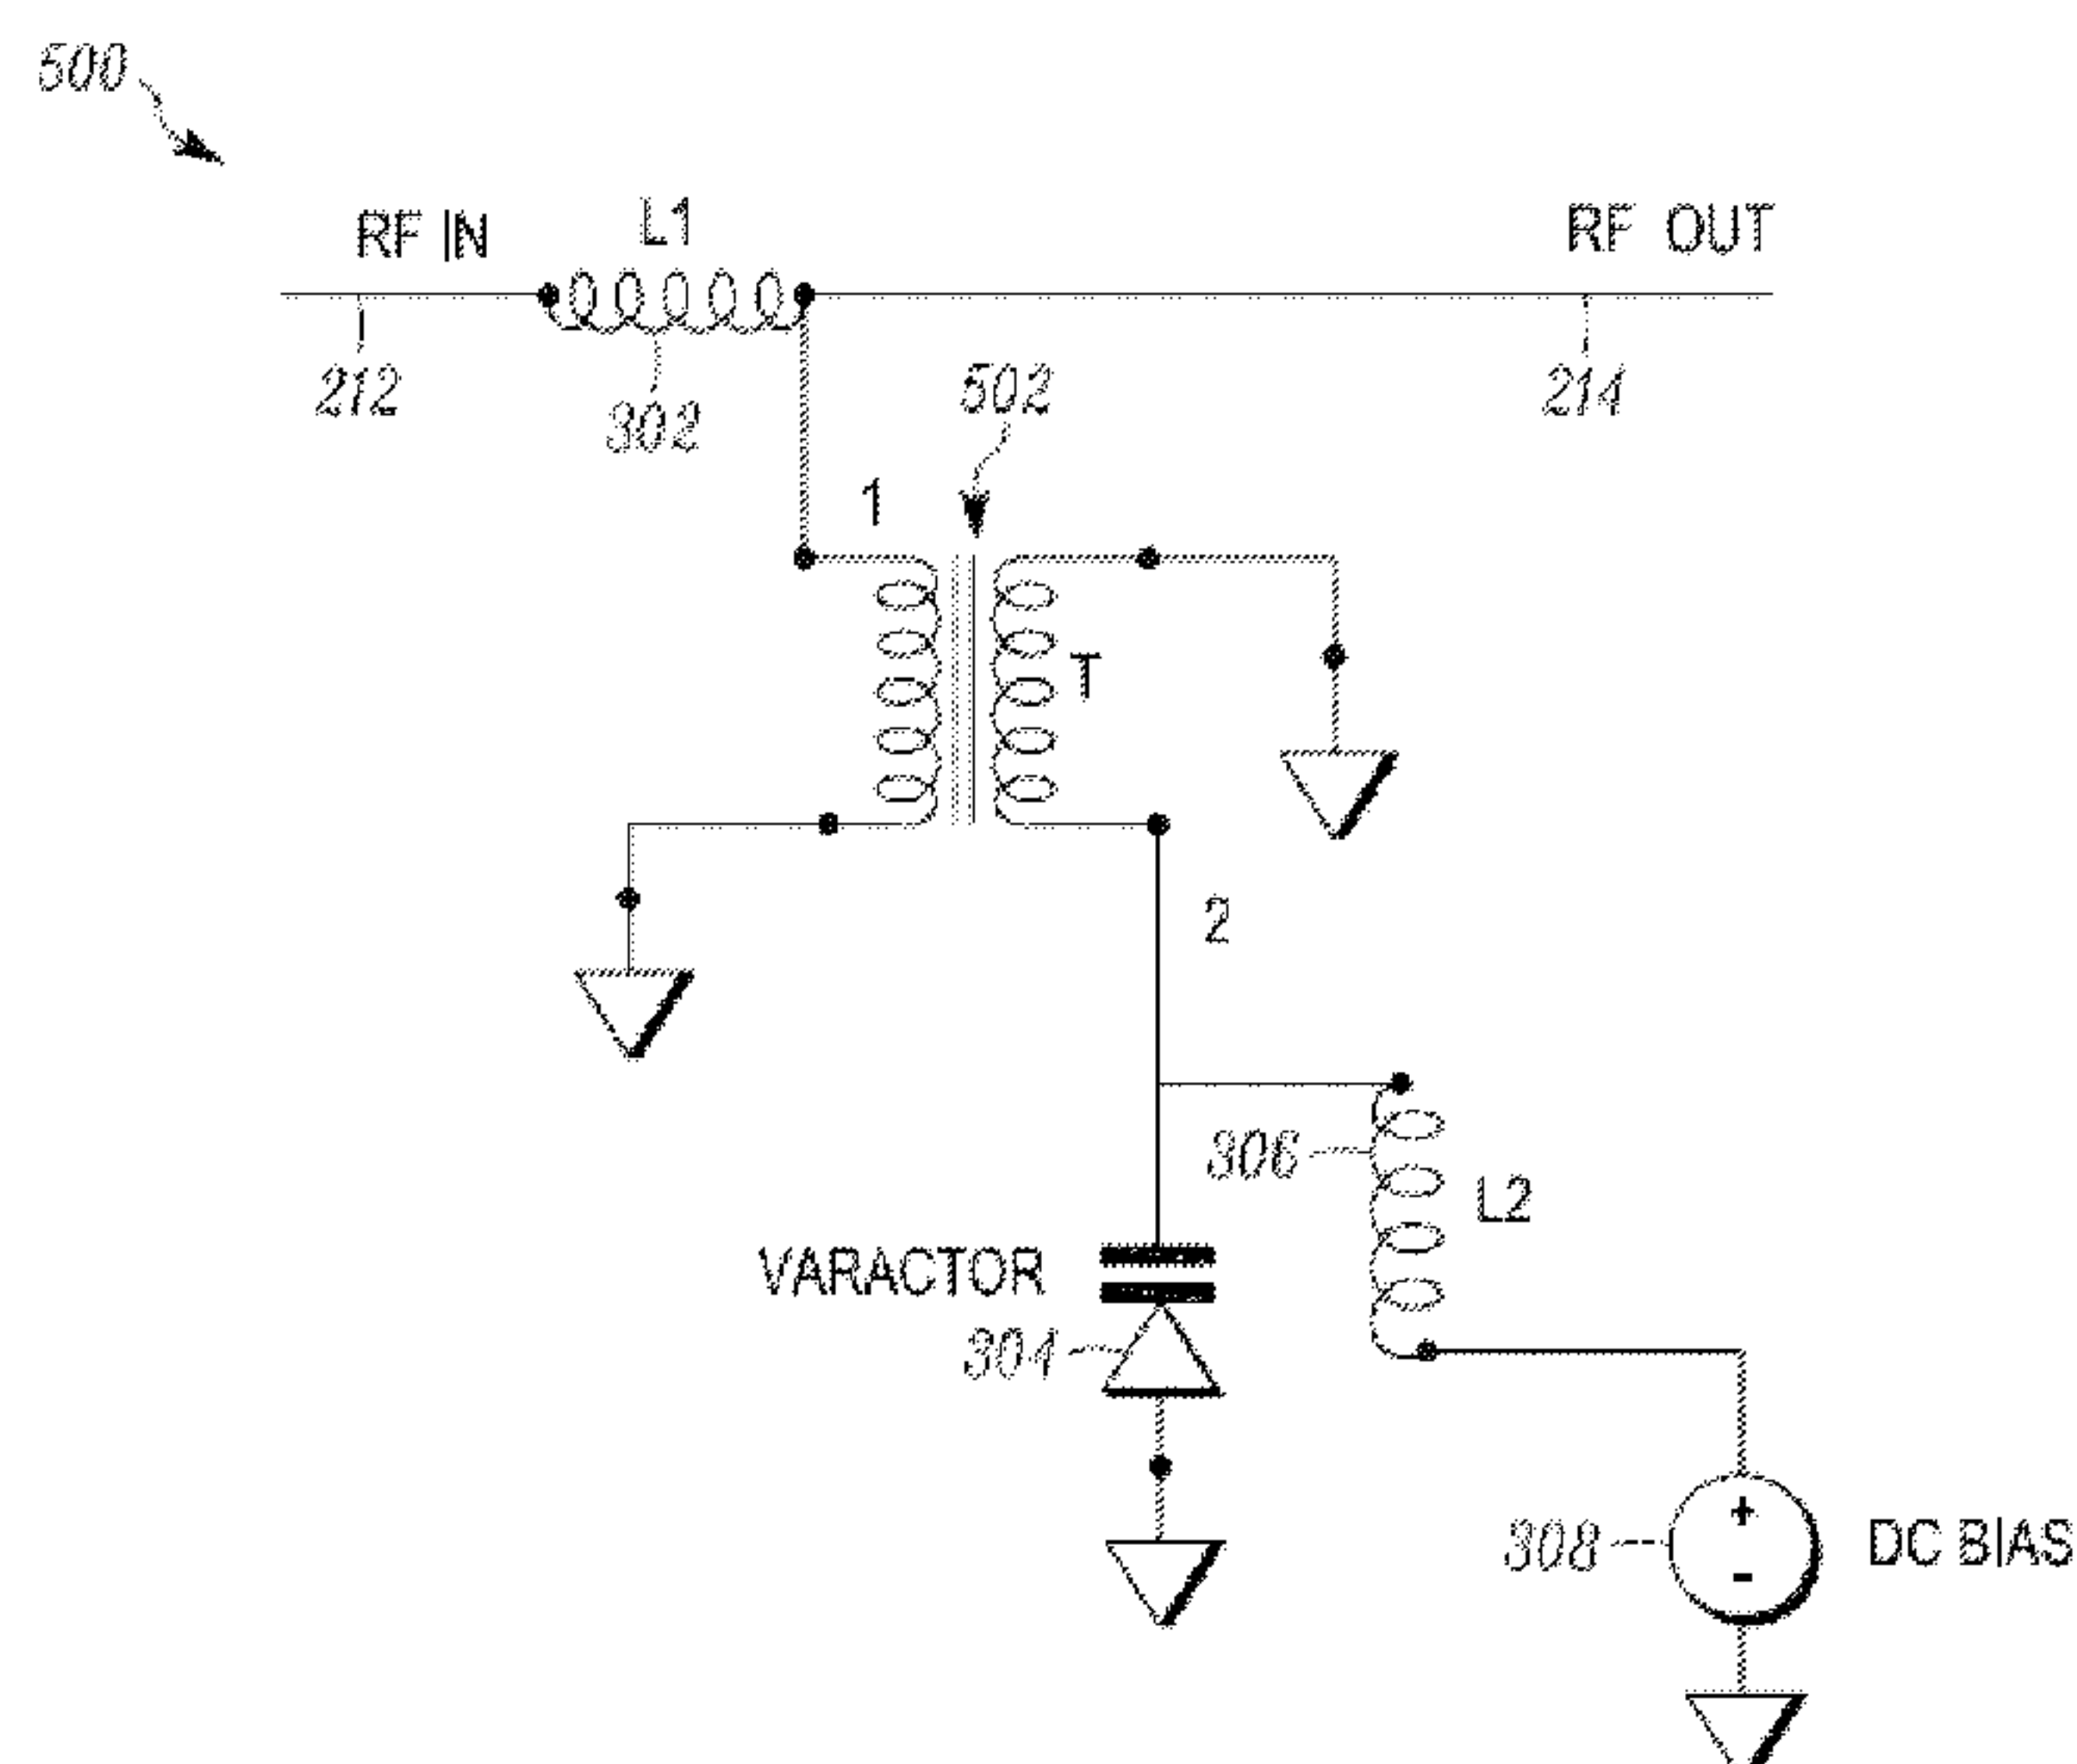 500
RF IN
L1
RF OUT
212
302
502
214
1
T
2
306
L2
VARACTOR
304
+
308
DC BIAS
-